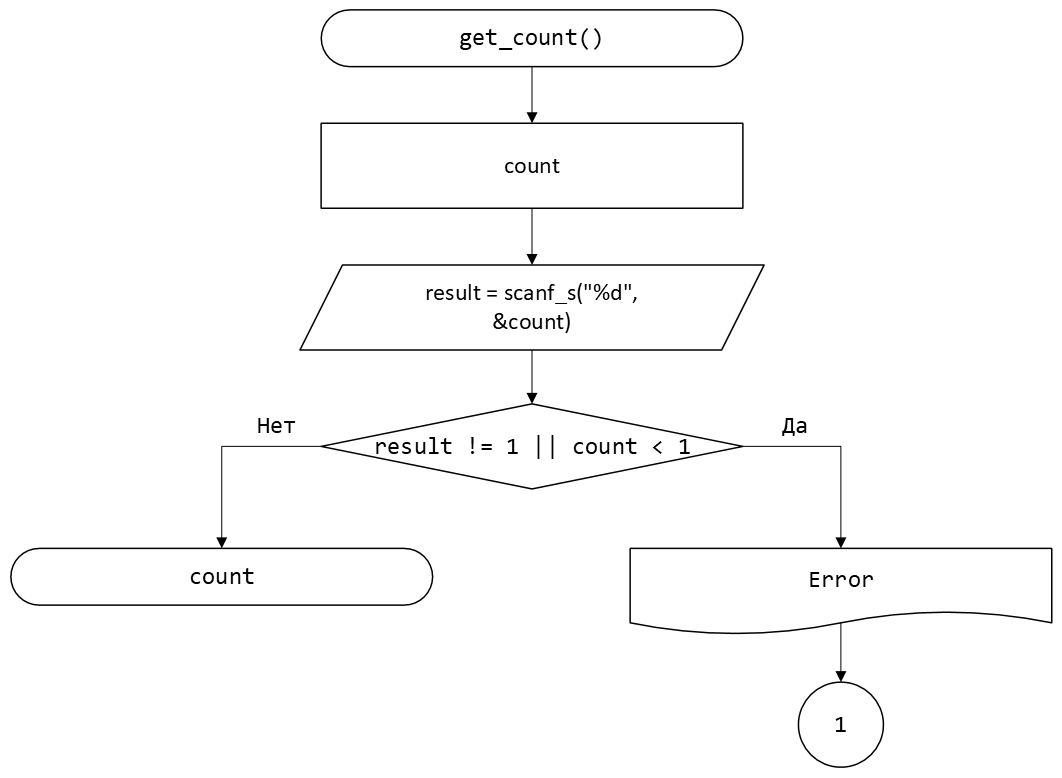 get_count()
count
result = scanf_s("%d",
&count)
Нет
Да
result != 1 || count < 1
count
Error
1